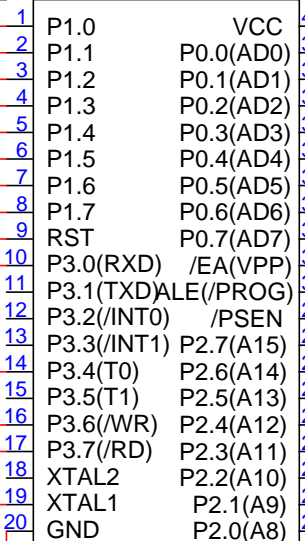 1 P1.0 VCC
2 P1.1 P0.0(AD0)
3 P1.2 P0.1(AD1)
4 P1.3 P0.2(AD2)
5 P1.4 P0.3(AD3)
6 P1.5 P0.4(AD4)
7 P1.6 P0.5(AD5)
8 P1.7 P0.6(AD6)
9 RST P0.7(AD7)
10 P3.0(RXD) /EA(VPP)
11 P3.1(TXD) ALE(/PROG)
12 P3.2(/INT0) /PSEN
13 P3.3(/INT1) P2.7(A15)
14 P3.4(T0) P2.6(A14)
15 P3.5(T1) P2.5(A13)
16 P3.6(/WR) P2.4(A12)
17 P3.7(/RD) P2.3(A11)
18 XTAL2 P2.2(A10)
19 XTAL1 P2.1(A9)
20 GND P2.0(A8)